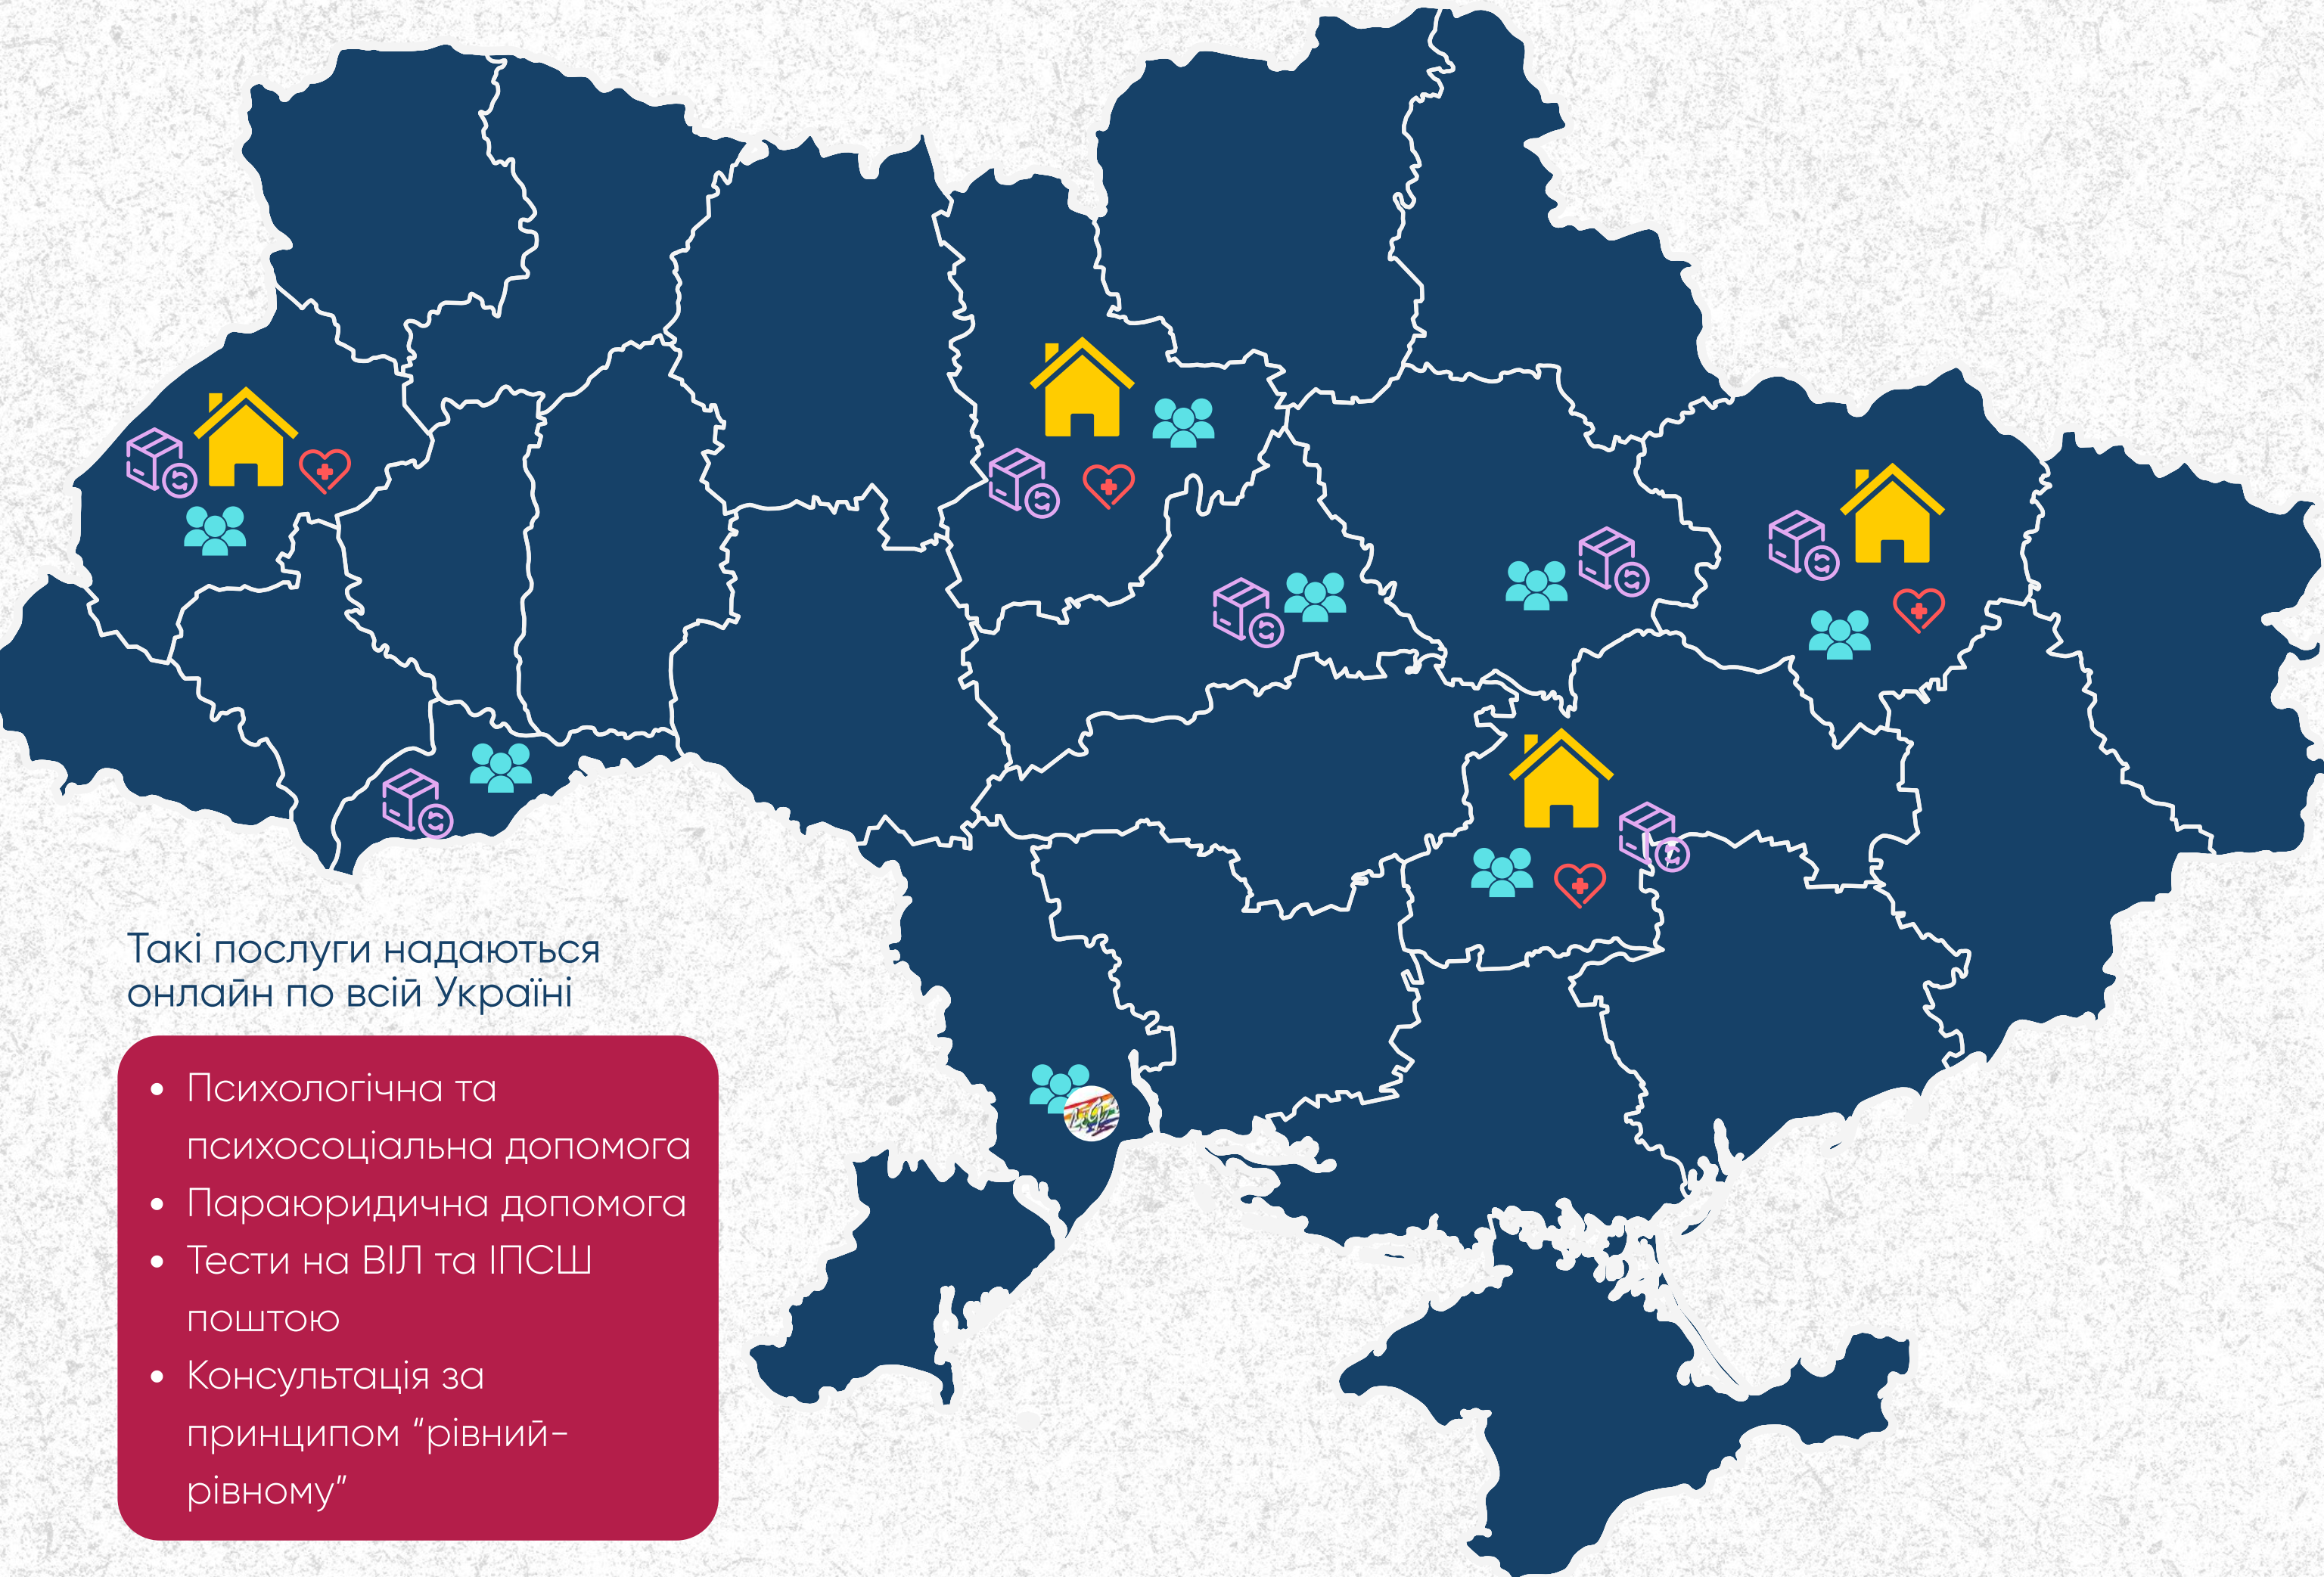 Такі послуги надаються
онлайн по всій Україні
• Психологічна та
психосоціальна допомога
• Параюридична допомога
• Тести на ВІЛ та ІПСШ
поштою
• Консультація за
принципом “рівний-
рівному”